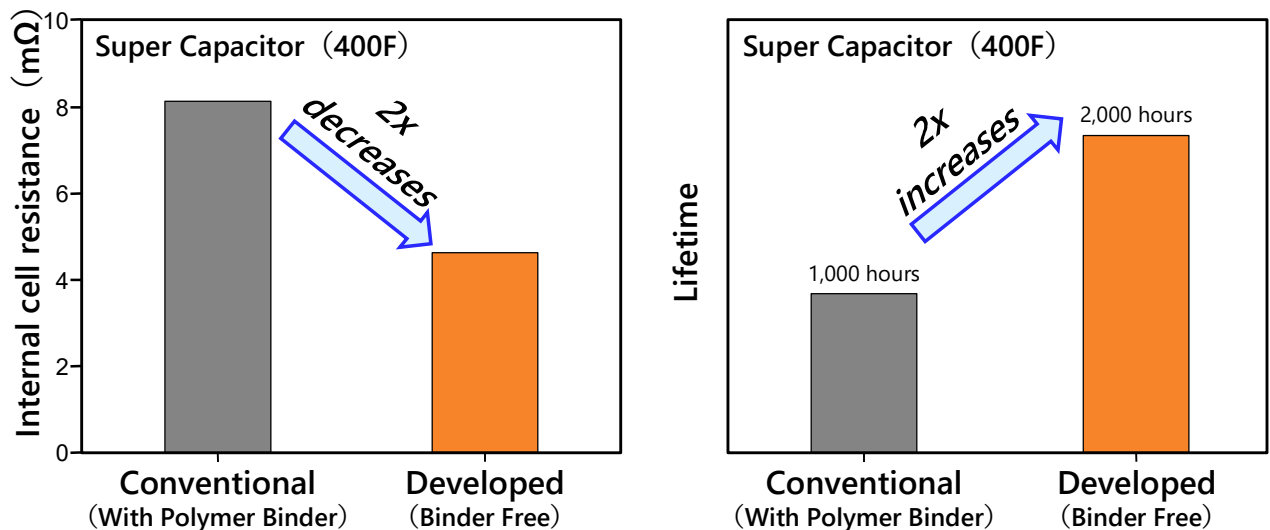 Internal cell resistance（mΩ）
10
8
6
4
2
0
Super Capacitor（400F）
2x
decreases
Conventional
（With Polymer Binder）
Developed
（Binder Free）
Lifetime
Super Capacitor（400F）
2x
increases
1,000 hours
2,000 hours
Conventional
（With Polymer Binder）
Developed
（Binder Free）